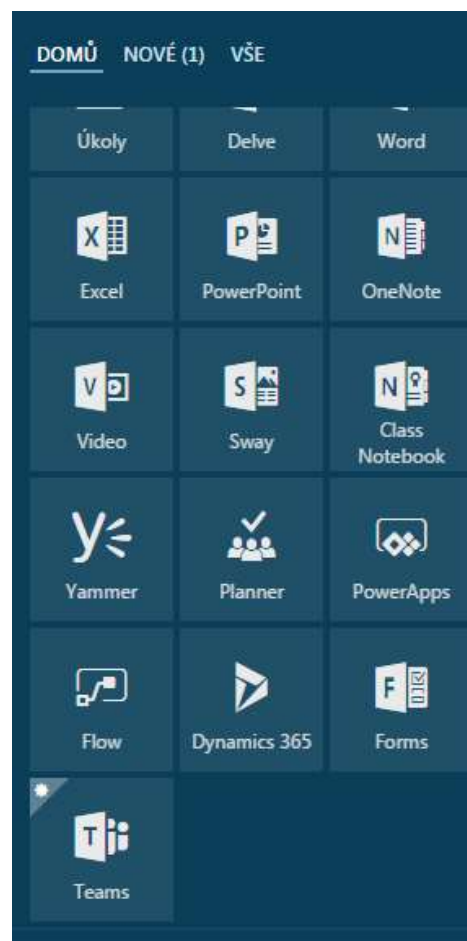 DOMŮ NOVÉ (1) VŠE
Úkoly Delve Word
X P N
Excel PowerPoint OneNote
V S N
Video Sway Class
Notebook
Yammer Planner PowerApps
F
Flow Dynamics 365 Forms
T
Teams